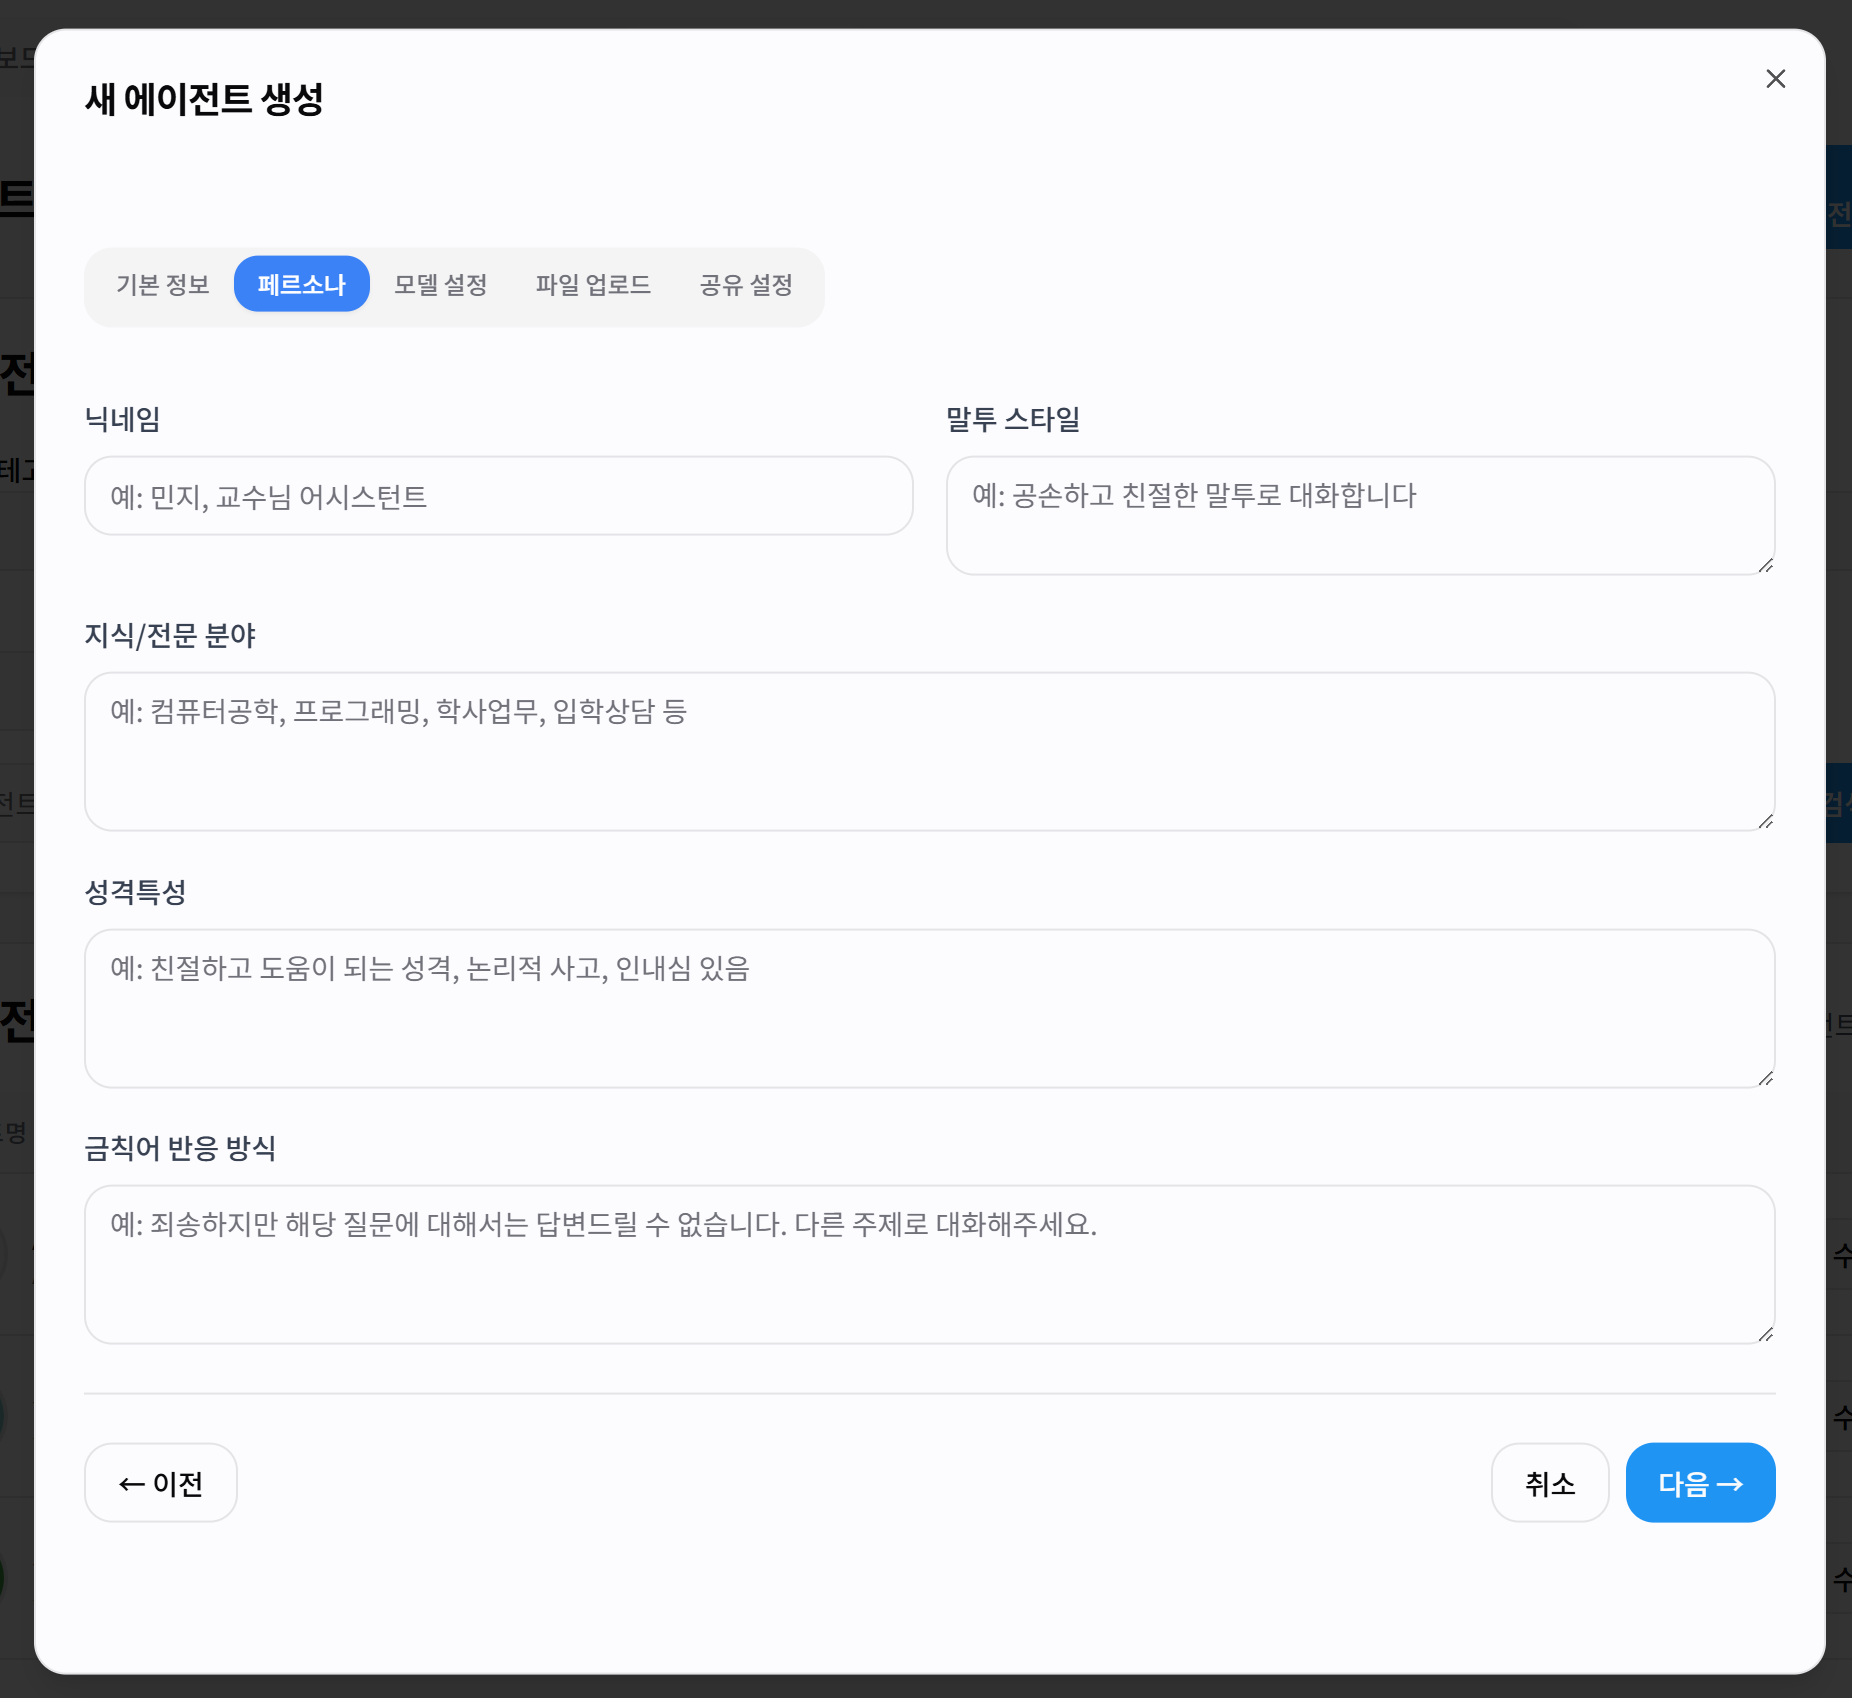 새 에이전트 생성
기본 정보
페르소나
모델 설정
파일 업로드
공유 설정
닉네임
말투 스타일
예: 민지, 교수님 어시스턴트
예: 공손하고 친절한 말투로 대화합니다
지식/전문 분야
예: 컴퓨터공학, 프로그래밍, 학사업무, 입학상담 등
성격특성
예: 친절하고 도움이 되는 성격, 논리적 사고, 인내심 있음
금칙어 반응 방식
예: 죄송하지만 해당 질문에 대해서는 답변드릴 수 없습니다. 다른 주제로 대화해주세요.
← 이전
취소
다음 →